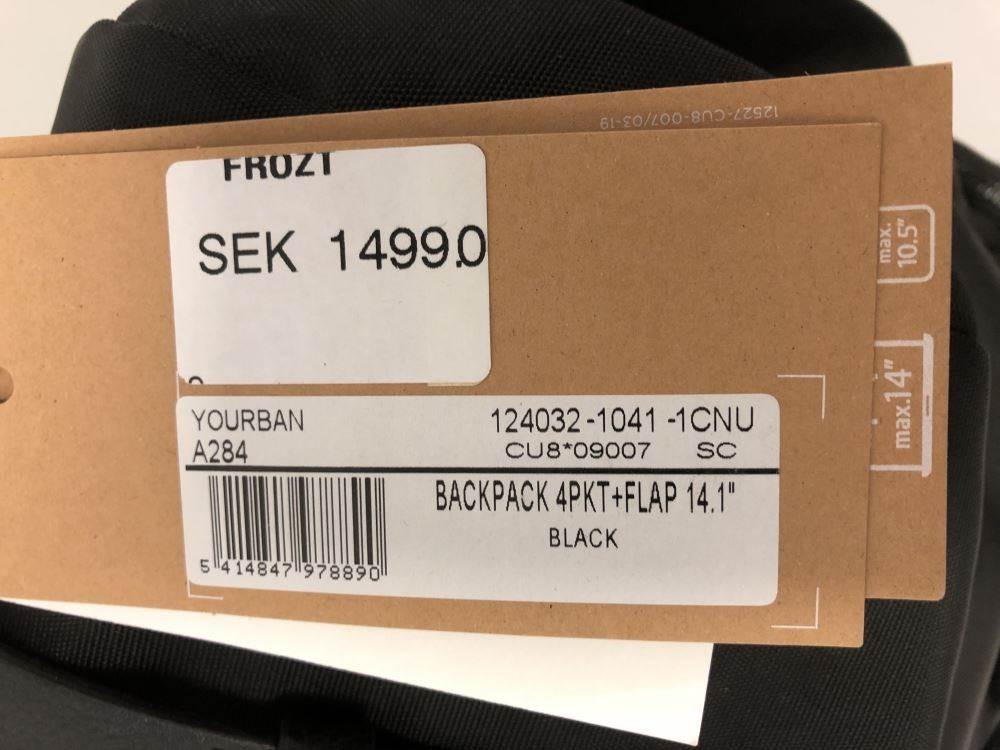 12527-CU8-007/03-19
FROZT
SEK 1499.0
YOURBAN
A284
124032-1041 -1CNU
CU8*09007 SC
BACKPACK 4PKT+FLAP 14.1"
BLACK
5 414847 978890
max.
10.5"
max.14"